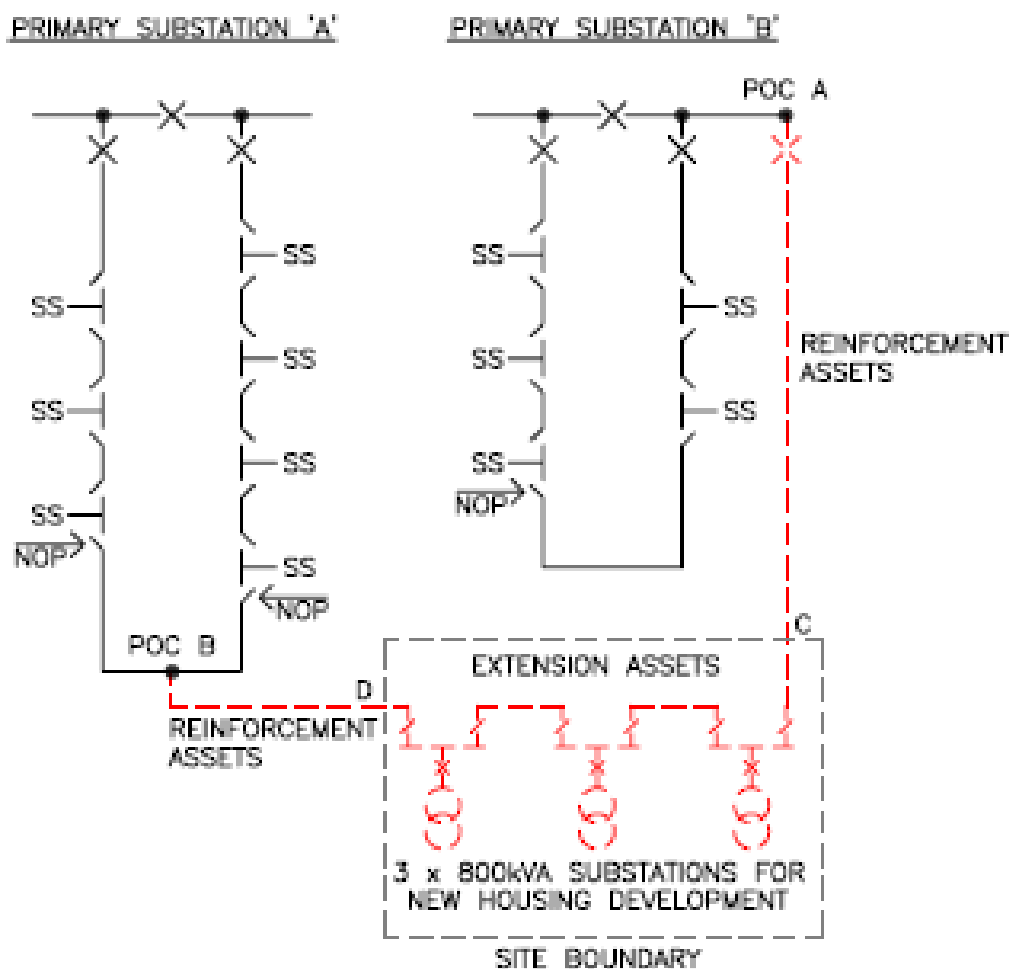 PRIMARY SUBSTATION 'A'
PRIMARY SUBSTATION 'B'
POC A
SS
SS
SS
SS
SS
SS
SS
NOP
NOP
POC B
SS
SS
SS
SS
SS
NOP
REINFORCEMENT
ASSETS
C
EXTENSION ASSETS
D
REINFORCEMENT
ASSETS
3 x 800kVA SUBSTATIONS FOR
NEW HOUSING DEVELOPMENT
SITE BOUNDARY